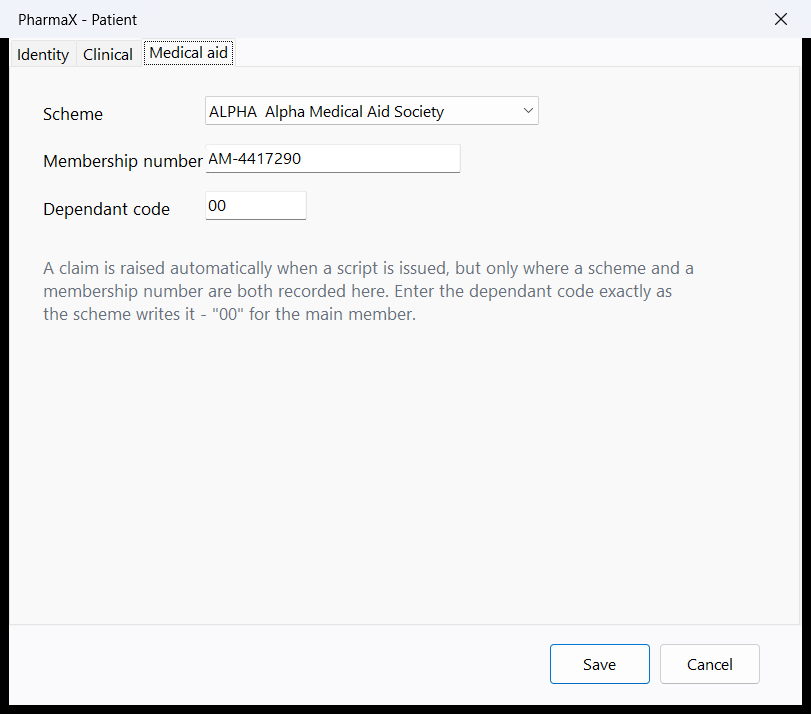 PharmaX - Patient
Identity Clinical Medical aid
Scheme ALPHA  Alpha Medical Aid Society
Membership number AM-4417290
Dependant code 00
A claim is raised automatically when a script is issued, but only where a scheme and a
membership number are both recorded here. Enter the dependant code exactly as
the scheme writes it - "00" for the main member.
Save Cancel